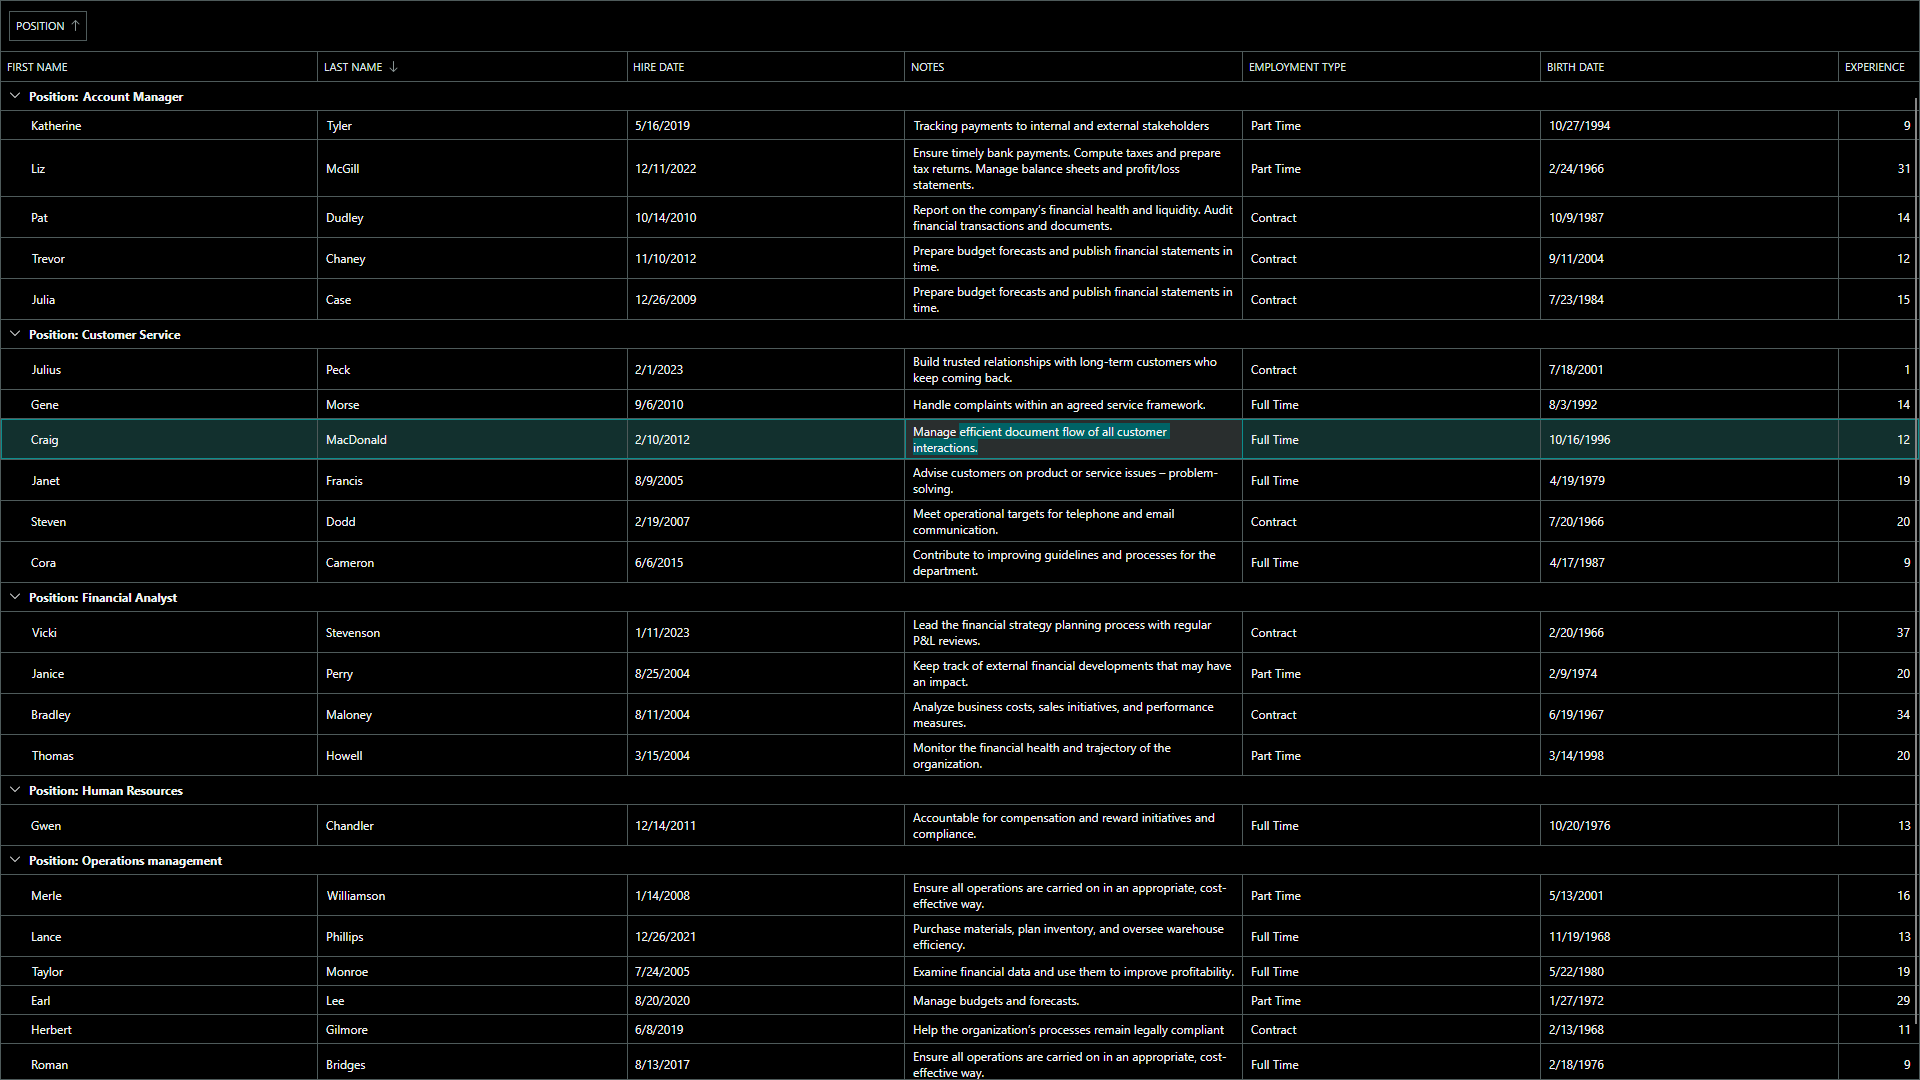 POSITION
FIRST NAME LAST NAME HIRE DATE NOTES EMPLOYMENT TYPE BIRTH DATE EXPERIENCE
Position: Account Manager
Katherine Tyler 5/16/2019 Tracking payments to internal and external stakeholders Part Time 10/27/1994 9
Ensure timely bank payments. Compute taxes and prepare
Liz McGill 12/11/2022 tax returns. Manage balance sheets and profit/loss Part Time 2/24/1966 31
statements.
Report on the company's financial health and liquidity. Audit
Pat Dudley 10/14/2010 Contract 10/9/1987 14
financial transactions and documents.
Prepare budget forecasts and publish financial statements in
Trevor Chaney 11/10/2012 Contract 9/11/2004 12
time.
Prepare budget forecasts and publish financial statements in
Julia Case 12/26/2009 Contract 7/23/1984 15
time.
Position: Customer Service
Build trusted relationships with long-term customers who
Julius Peck 2/1/2023 Contract 7/18/2001 1
keep coming back.
Gene Morse 9/6/2010 Handle complaints within an agreed service framework. Full Time 8/3/1992 14
Manage efficient document flow of all customer
Craig MacDonald 2/10/2012 Full Time 10/16/1996 12
interactions.
Advise customers on product or service issues – problem-
Janet Francis 8/9/2005 Full Time 4/19/1979 19
solving.
Meet operational targets for telephone and email
Steven Dodd 2/19/2007 Contract 7/20/1966 20
communication.
Contribute to improving guidelines and processes for the
Cora Cameron 6/6/2015 Full Time 4/17/1987 9
department.
Position: Financial Analyst
Lead the financial strategy planning process with regular
Vicki Stevenson 1/11/2023 Contract 2/20/1966 37
P&L reviews.
Keep track of external financial developments that may have
Janice Perry 8/25/2004 Part Time 2/9/1974 20
an impact.
Analyze business costs, sales initiatives, and performance
Bradley Maloney 8/11/2004 Contract 6/19/1967 34
measures.
Monitor the financial health and trajectory of the
Thomas Howell 3/15/2004 Part Time 3/14/1998 20
organization.
Position: Human Resources
Accountable for compensation and reward initiatives and
Gwen Chandler 12/14/2011 Full Time 10/20/1976 13
compliance.
Position: Operations management
Ensure all operations are carried on in an appropriate, cost-
Merle Williamson 1/14/2008 Part Time 5/13/2001 16
effective way.
Purchase materials, plan inventory, and oversee warehouse
Lance Phillips 12/26/2021 Full Time 11/19/1968 13
efficiency.
Taylor Monroe 7/24/2005 Examine financial data and use them to improve profitability. Full Time 5/22/1980 19
Earl Lee 8/20/2020 Manage budgets and forecasts. Part Time 1/27/1972 29
Herbert Gilmore 6/8/2019 Help the organization's processes remain legally compliant Contract 2/13/1968 11
Ensure all operations are carried on in an appropriate, cost-
Roman Bridges 8/13/2017 Full Time 2/18/1976 9
effective way.